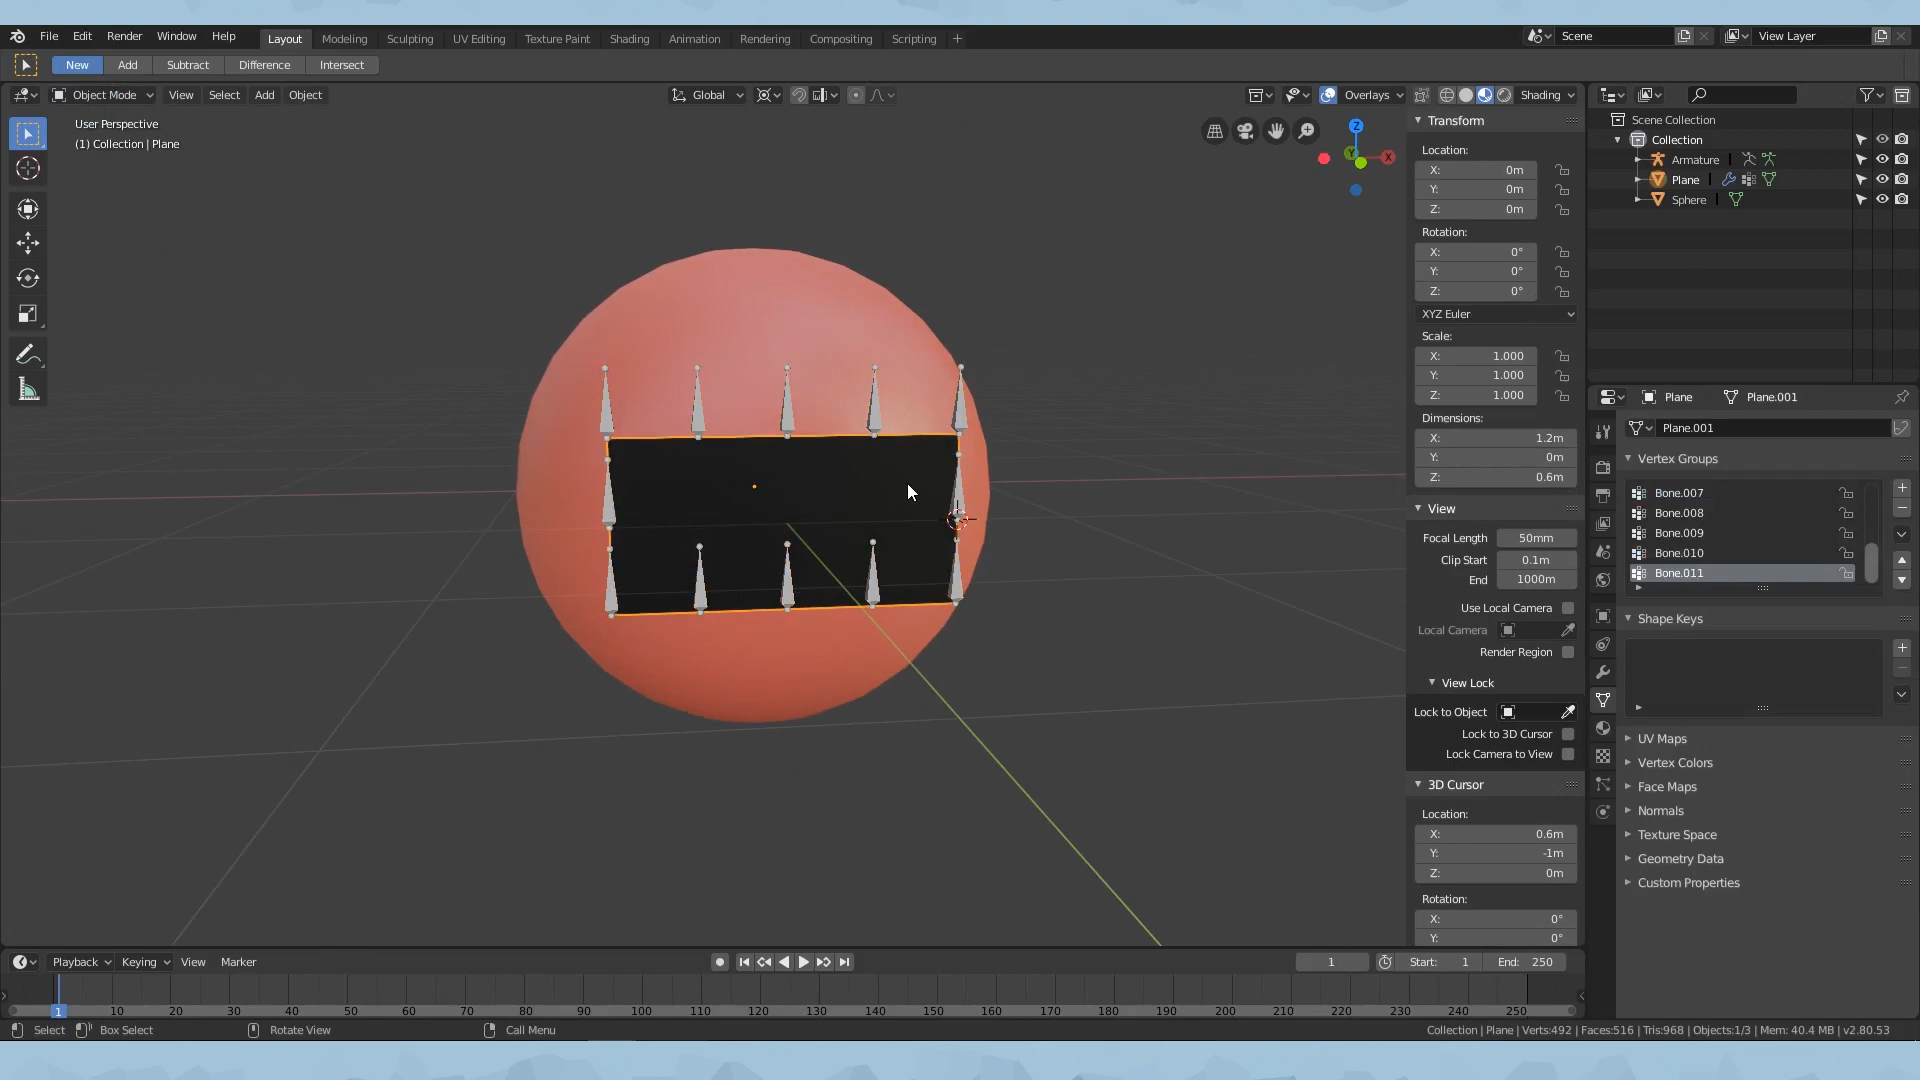 File Edit Render Window Help Layout Modeling Sculpting UV Editing Texture Paint Shading Animation Rendering Compositing Scripting + Scene View Layer
New Add Subtract Difference Intersect
Object Mode View Select Add Object Global Overlays Shading
User Perspective
(1) Collection | Plane
Z
Y
X
Transform
Location:
X: 0m
Y: 0m
Z: 0m
Rotation:
X: 0°
Y: 0°
Z: 0°
XYZ Euler
Scale:
X: 1.000
Y: 1.000
Z: 1.000
Dimensions:
X: 1.2m
Y: 0m
Z: 0.6m
View
Focal Length 50mm
Clip Start 0.1m
End 1000m
Use Local Camera
Local Camera
Render Region
View Lock
Lock to Object
Lock to 3D Cursor
Lock Camera to View
3D Cursor
Location:
X: 0.6m
Y: -1m
Z: 0m
Rotation:
X: 0°
Y: 0°
Scene Collection
Collection
Armature
Plane
Sphere
Plane Plane.001
Plane.001
Vertex Groups
Bone.007
Bone.008
Bone.009
Bone.010
Bone.011
Shape Keys
UV Maps
Vertex Colors
Face Maps
Normals
Texture Space
Geometry Data
Custom Properties
Playback Keying View Marker 1 Start: 1 End: 250
1 10 20 30 40 50 60 70 80 90 100 110 120 130 140 150 160 170 180 190 200 210 220 230 240 250
Select Box Select Rotate View Call Menu Collection | Plane | Verts:492 | Faces:516 | Tris:968 | Objects:1/3 | Mem: 40.4 MB | v2.80.53